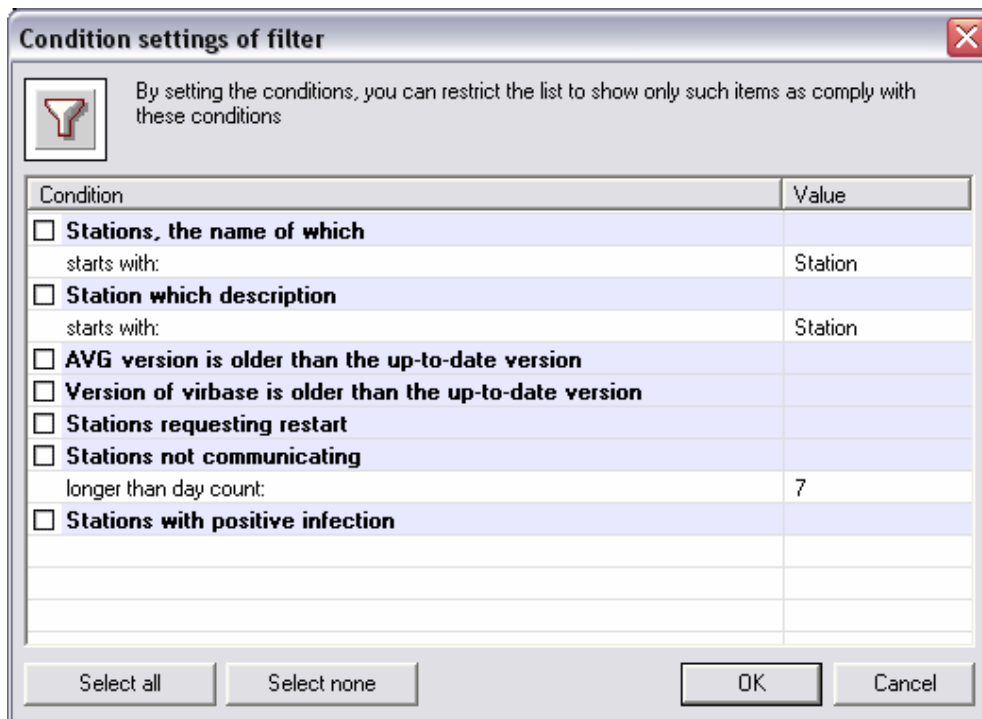 Condition settings of filter
By setting the conditions, you can restrict the list to show only such items as comply with
these conditions
Condition Value
Stations, the name of which
starts with: Station
Station which description
starts with: Station
AVG version is older than the up-to-date version
Version of virbase is older than the up-to-date version
Stations requesting restart
Stations not communicating
longer than day count: 7
Stations with positive infection
Select all Select none OK Cancel